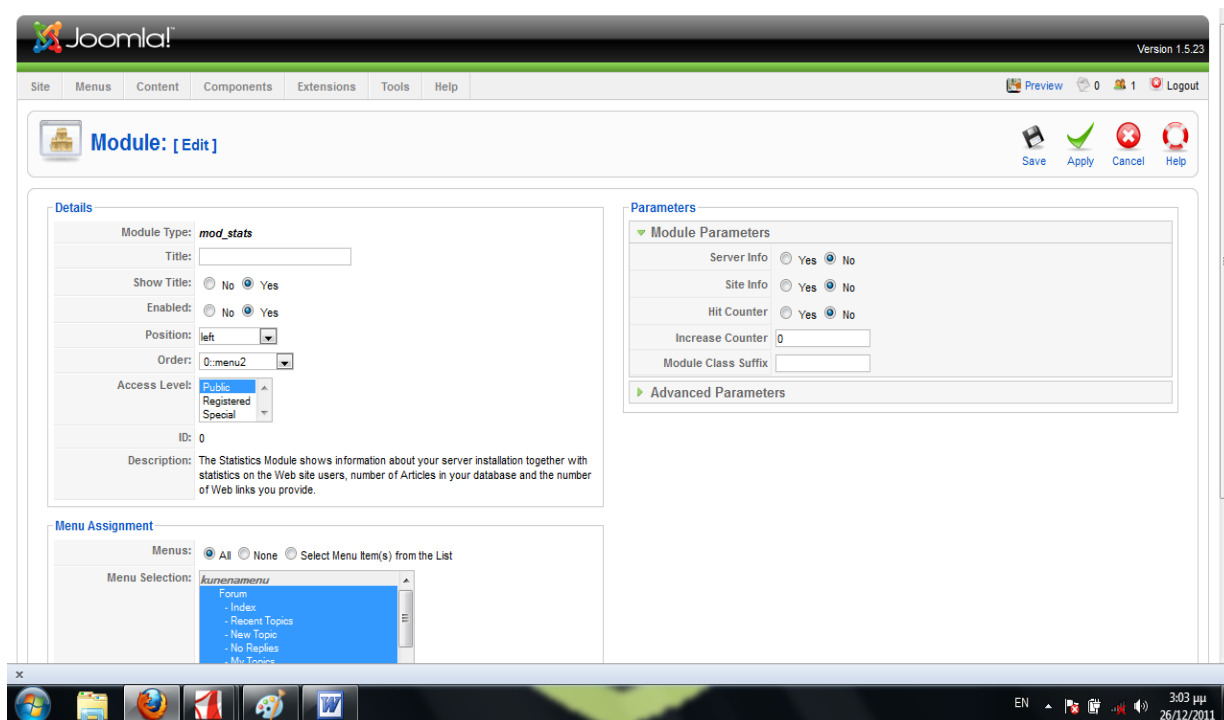 Joomla!
Version 1.5.23
Site Menus Content Components Extensions Tools Help
Preview 0 1 Logout
Module: [ Edit ]
Save Apply Cancel Help
Details
Module Type: mod_stats
Title:
Show Title: No Yes
Enabled: No Yes
Position: left
Order: 0::menu2
Access Level: Public
Registered
Special
ID: 0
Description: The Statistics Module shows information about your server installation together with
statistics on the Web site users, number of Articles in your database and the number
of Web links you provide.
Parameters
Module Parameters
Server Info Yes No
Site Info Yes No
Hit Counter Yes No
Increase Counter 0
Module Class Suffix
Advanced Parameters
Menu Assignment
Menus: All None Select Menu Item(s) from the List
Menu Selection: kunenamenu
Forum
- Index
- Recent Topics
- New Topic
- No Replies
- My Topics
x
W
EN
3:03 μμ
26/12/2011